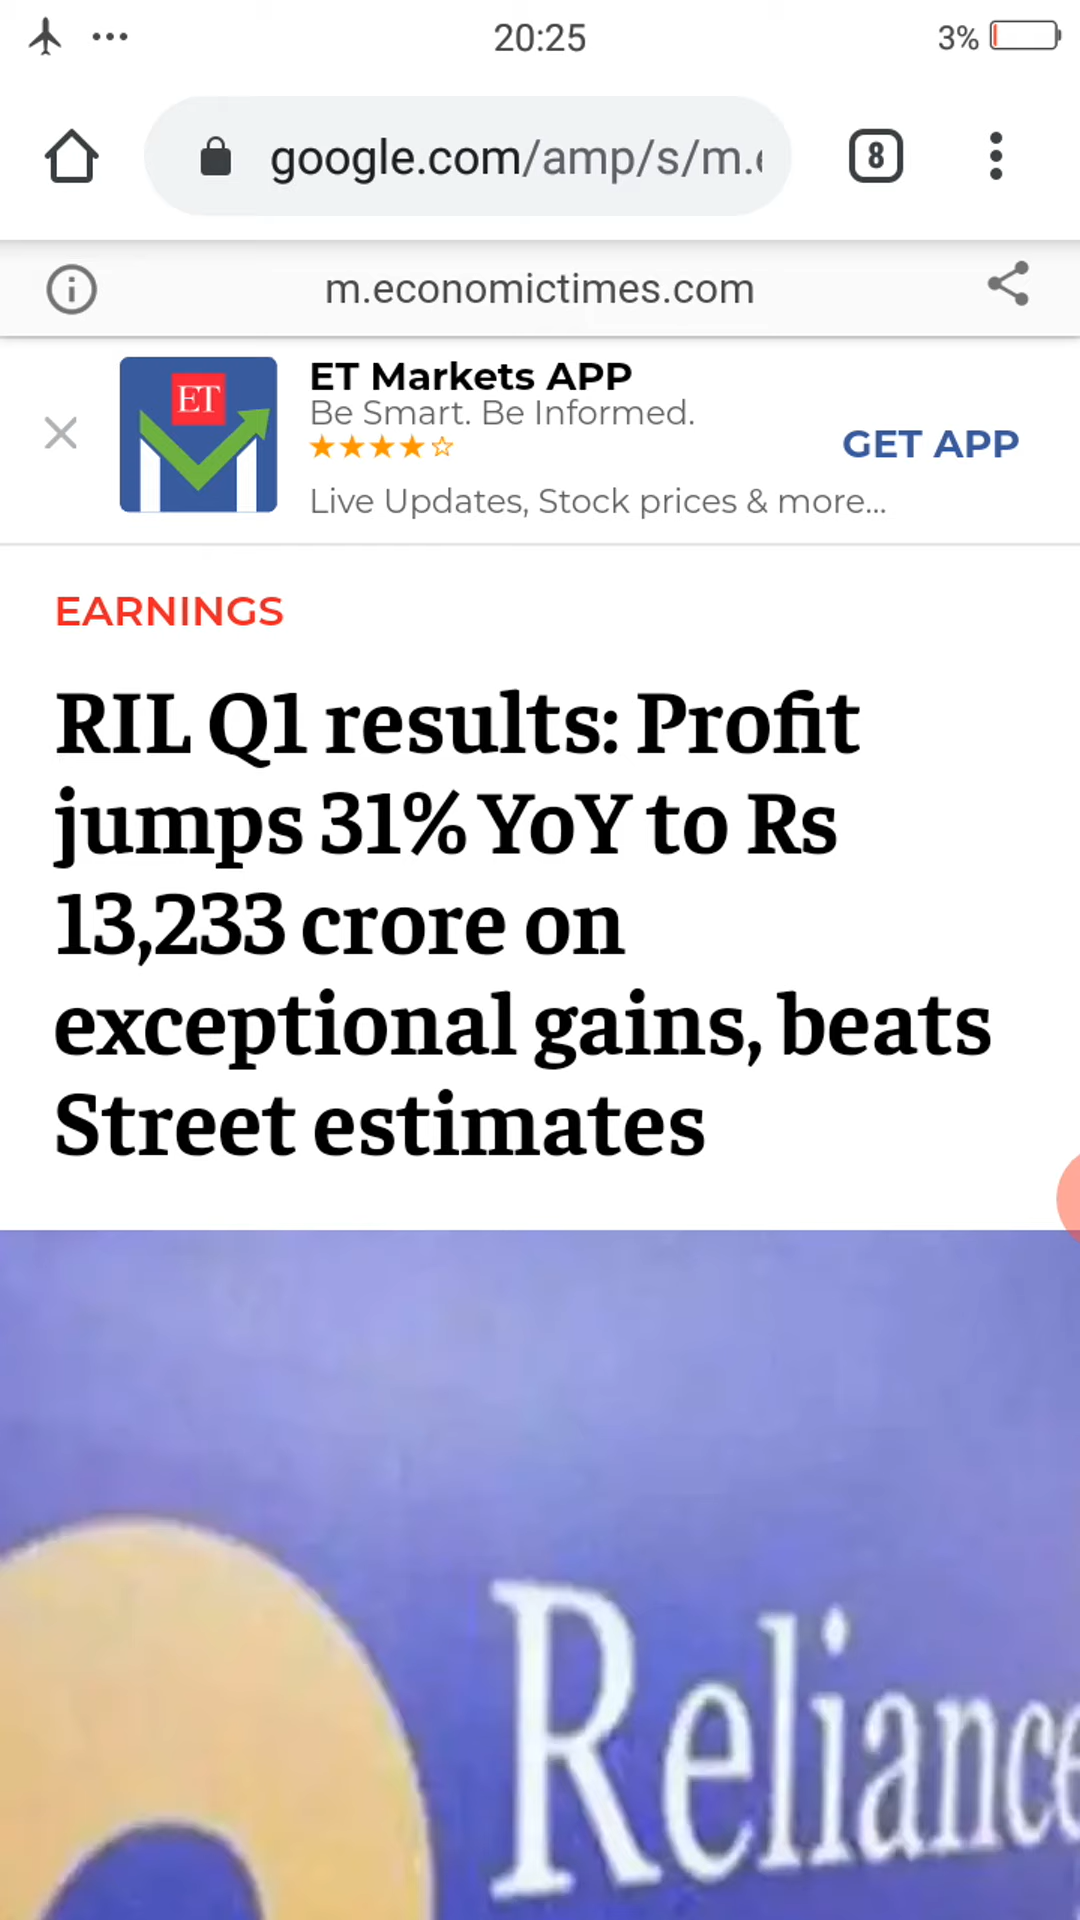 20:25
3%
google.com/amp/s/m.
8
m.economictimes.com
ET
ET Markets APP
Be Smart. Be Informed.
GET APP
Live Updates, Stock prices & more...
EARNINGS
RIL Q1 results: Profit
jumps 31% YoY to Rs
13,233 crore on
exceptional gains, beats
Street estimates
Reliance